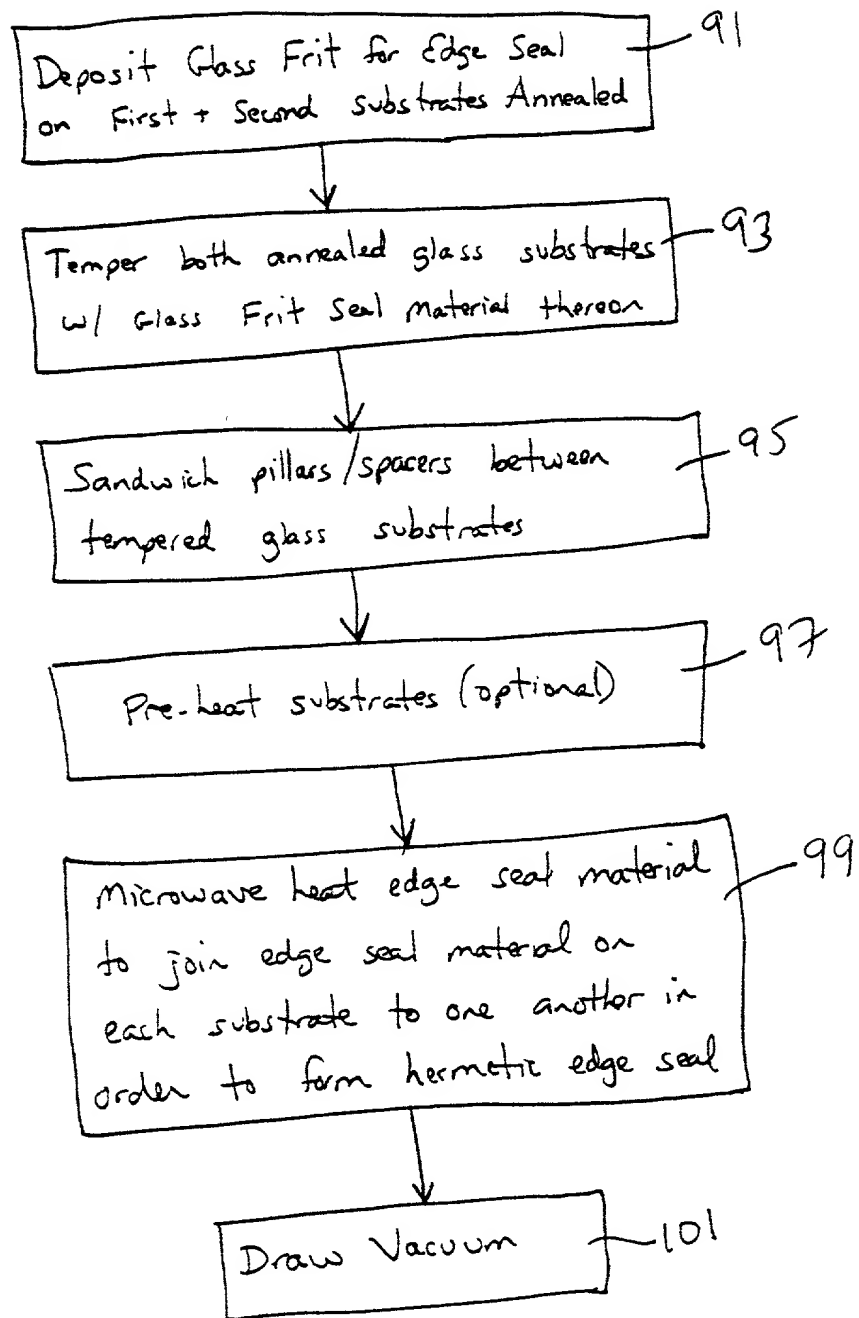 Deposit Glass Frit for Edge Seal
on First + Second Substrates Annealed
91
Temper both annealed glass substrates
w/ Glass Frit Seal Material thereon
93
Sandwich pillars/spacers between
tempered glass substrates
95
Pre-heat substrates (optional)
97
Microwave heat edge seal material
to join edge seal material on
each substrate to one another in
order to form hermetic edge seal
99
Draw Vacuum
101